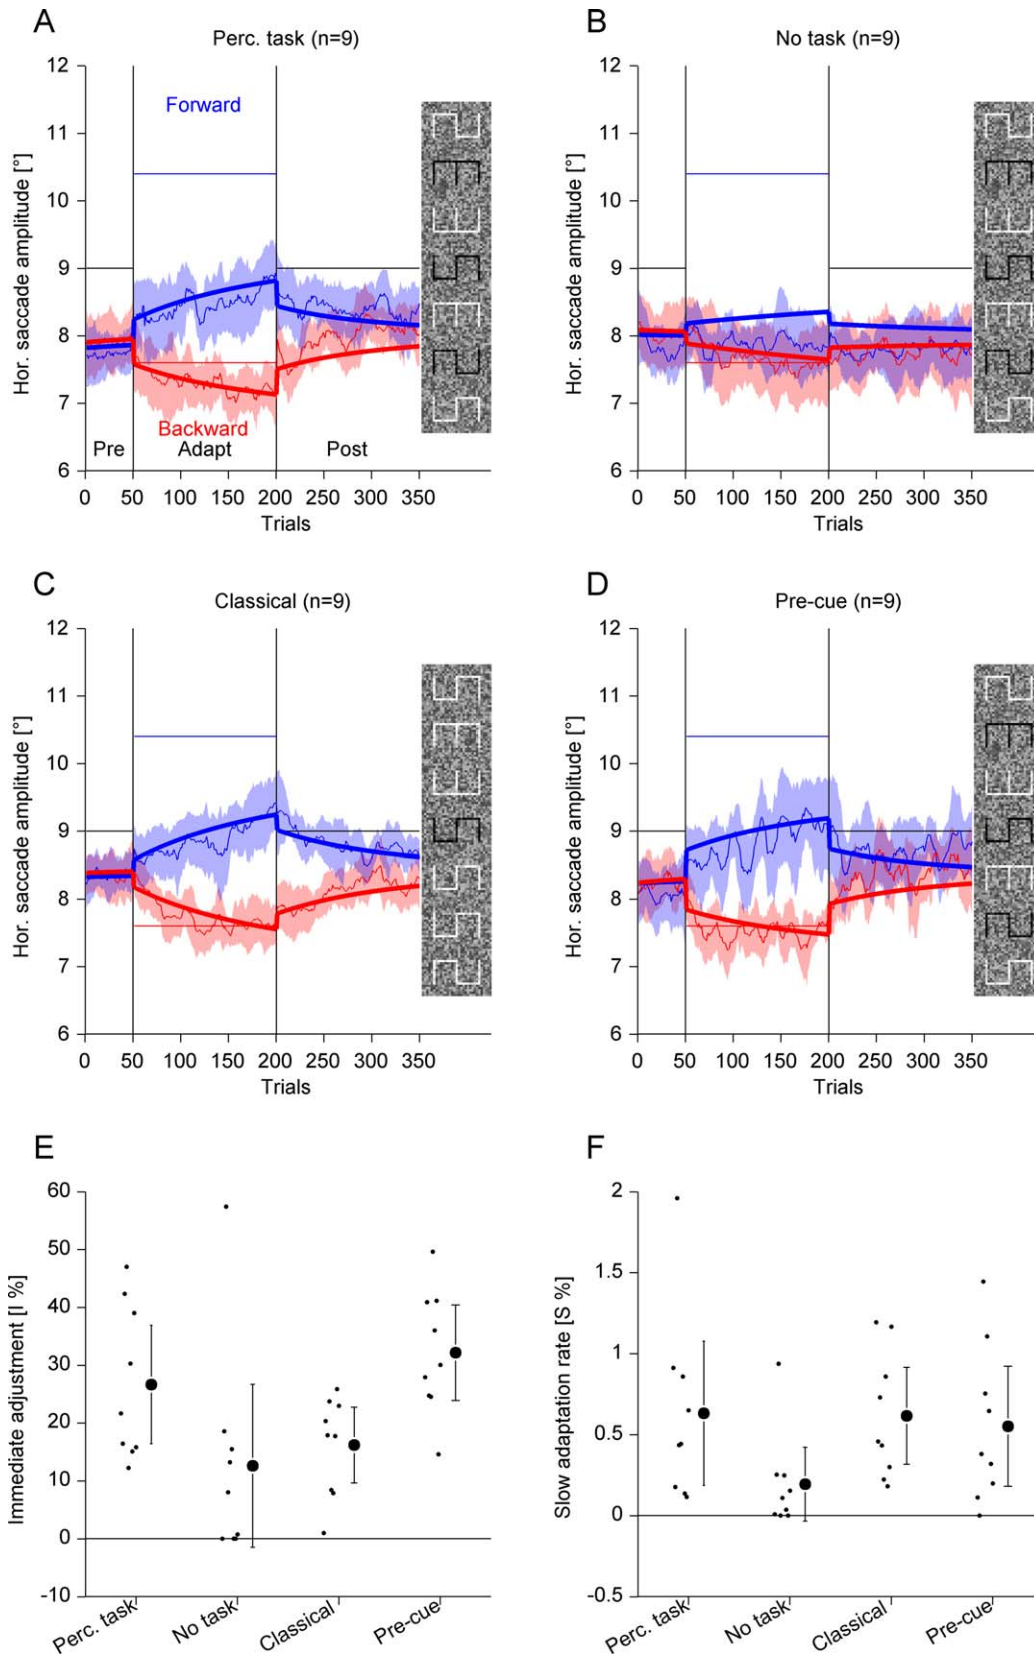 A
Perc. task (n=9)
12
11
10
9
8
7
6
Hor. saccade amplitude [°]
Forward
Backward
Pre
Adapt
Post
0 50 100 150 200 250 300 350
Trials
B
No task (n=9)
12
11
10
9
8
7
6
Hor. saccade amplitude [°]
0 50 100 150 200 250 300 350
Trials
C
Classical (n=9)
12
11
10
9
8
7
6
Hor. saccade amplitude [°]
0 50 100 150 200 250 300 350
Trials
D
Pre-cue (n=9)
12
11
10
9
8
7
6
Hor. saccade amplitude [°]
0 50 100 150 200 250 300 350
Trials
E
60
50
40
30
20
10
0
-10
Immediate adjustment [I %]
Perc. task
No task
Classical
Pre-cue
F
2
1.5
1
0.5
0
-0.5
Slow adaptation rate [S %]
Perc. task
No task
Classical
Pre-cue